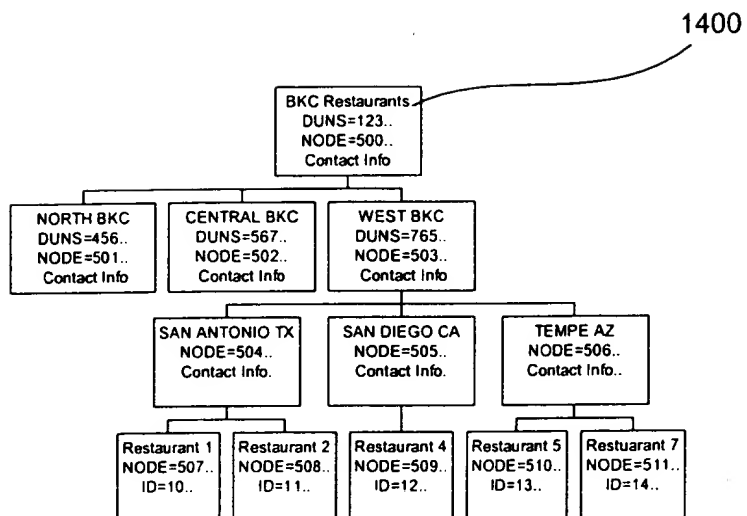 1400
BKC Restaurants
DUNS=123..
NODE=500..
Contact Info
NORTH BKC
DUNS=456..
NODE=501..
Contact Info
CENTRAL BKC
DUNS=567..
NODE=502..
Contact Info
WEST BKC
DUNS=765..
NODE=503..
Contact Info
SAN ANTONIO TX
NODE=504..
Contact Info.
SAN DIEGO CA
NODE=505..
Contact Info.
TEMPE AZ
NODE=506..
Contact Info..
Restaurant 1
NODE=507..
ID=10..
Restaurant 2
NODE=508..
ID=11..
Restaurant 4
NODE=509..
ID=12..
Restaurant 5
NODE=510..
ID=13..
Restuarant 7
NODE=511..
ID=14..